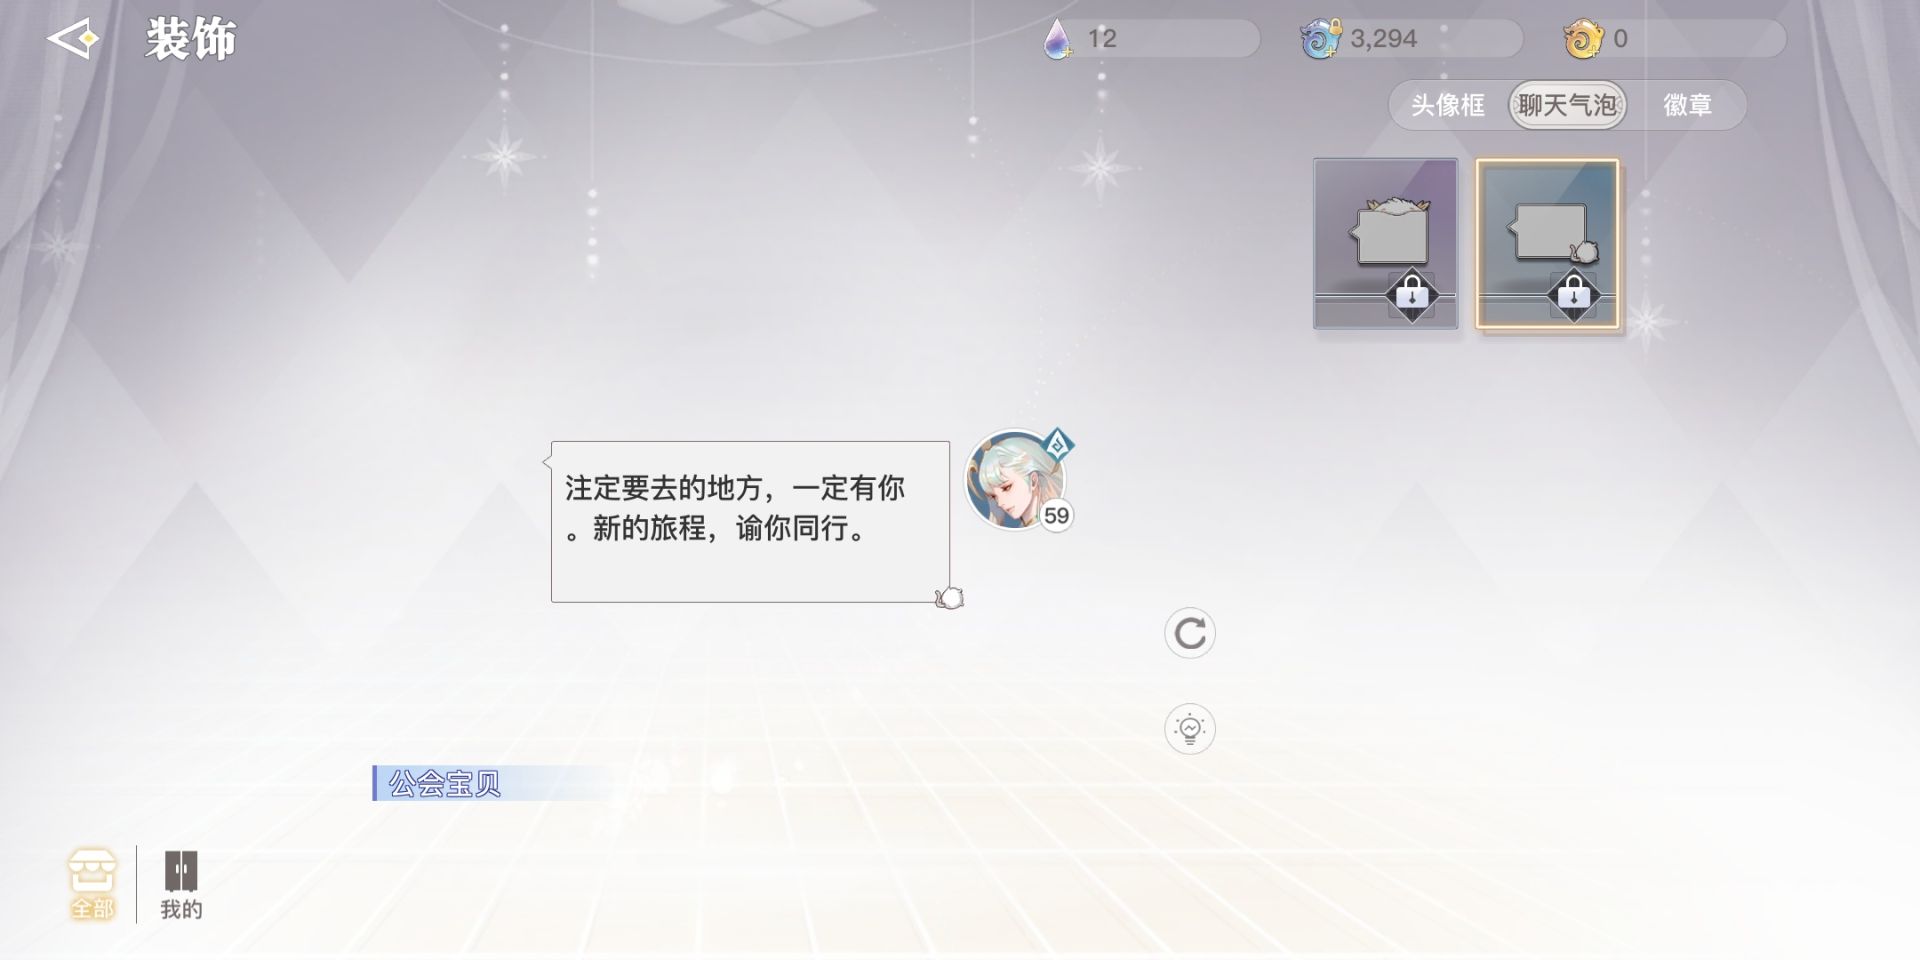 装饰
12
3,294
0
头像框
聊天气泡
徽章
注定要去的地方，一定有你
。新的旅程，谕你同行。
59
公会宝贝
全部
我的